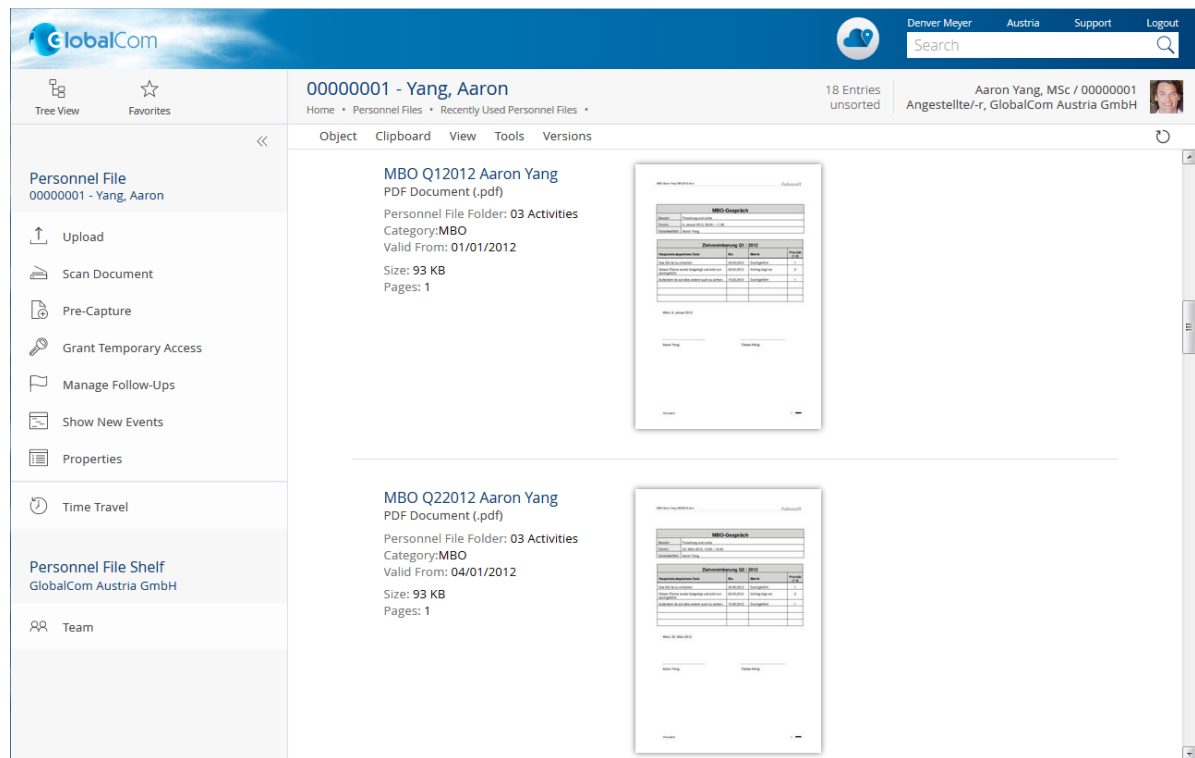 GlobalCom
Denver Meyer Austria Support Logout
Search
Tree View
Favorites
00000001 - Yang, Aaron
Home • Personnel Files • Recently Used Personnel Files •
18 Entries
unsorted
Aaron Yang, MSc / 00000001
Angestellte/-r, GlobalCom Austria GmbH
Object Clipboard View Tools Versions
Personnel File
00000001 - Yang, Aaron
Upload
Scan Document
Pre-Capture
Grant Temporary Access
Manage Follow-Ups
Show New Events
Properties
Time Travel
Personnel File Shelf
GlobalCom Austria GmbH
Team
MBO Q12012 Aaron Yang
PDF Document (.pdf)
Personnel File Folder: 03 Activities
Category:MBO
Valid From: 01/01/2012
Size: 93 KB
Pages: 1
MBO-Gespräch
Zielvereinbarung Q1 / 2012
MBO Q22012 Aaron Yang
PDF Document (.pdf)
Personnel File Folder: 03 Activities
Category:MBO
Valid From: 04/01/2012
Size: 93 KB
Pages: 1
MBO-Gespräch
Zielvereinbarung Q2 / 2012